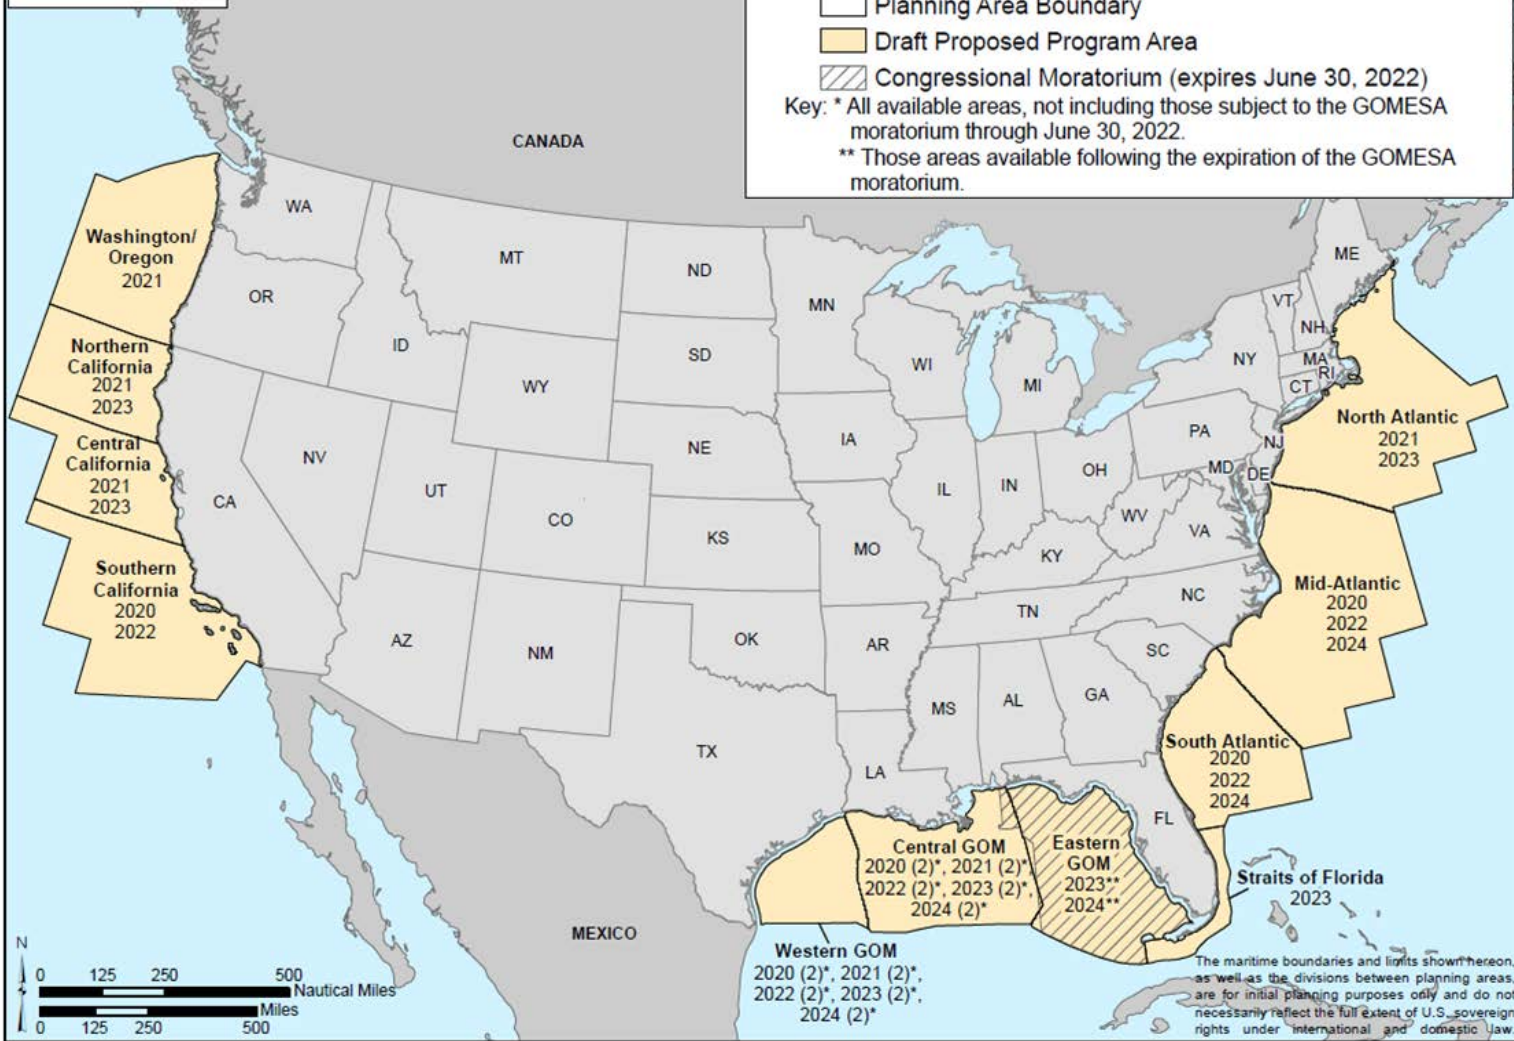 Planning Area Boundary
Draft Proposed Program Area
Congressional Moratorium (expires June 30, 2022)
Key: * All available areas, not including those subject to the GOMESA
moratorium through June 30, 2022.
** Those areas available following the expiration of the GOMESA
moratorium.
CANADA
WA
Washington/
Oregon
2021
MT
ND
MN
ME
OR
ID
VT
NH
Northern
California
2021
2023
WY
SD
WI
MI
NY
MA
RI
CT
North Atlantic
2021
2023
Central
California
2021
2023
CA
NV
UT
CO
NE
KS
IA
MO
IL
IN
OH
KY
WV
VA
PA
NJ
MD
DE
Southern
California
2020
2022
AZ
NM
OK
AR
TN
NC
SC
Mid-Atlantic
2020
2022
2024
TX
LA
MS
AL
GA
FL
South Atlantic
2020
2022
2024
Central GOM
2020 (2)*, 2021 (2)*,
2022 (2)*, 2023 (2)*,
2024 (2)*
Eastern
GOM
2023**
2024**
Straits of Florida
2023
MEXICO
Western GOM
2020 (2)*, 2021 (2)*,
2022 (2)*, 2023 (2)*,
2024 (2)*
N
0 125 250 500
Nautical Miles
Miles
0 125 250 500
The maritime boundaries and limits shown hereon,
as well as the divisions between planning areas,
are for initial planning purposes only and do not
necessarily reflect the full extent of U.S. sovereign
rights under international and domestic law.